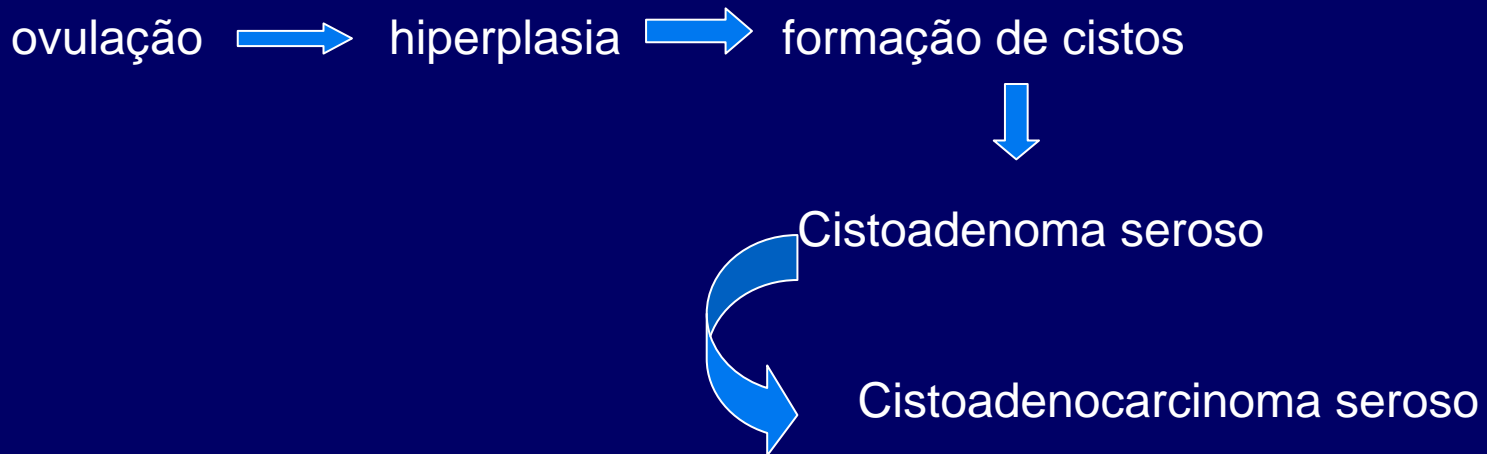 ovulação hiperplasia formação de cistos
Cistoadenoma seroso
Cistoadenocarcinoma seroso